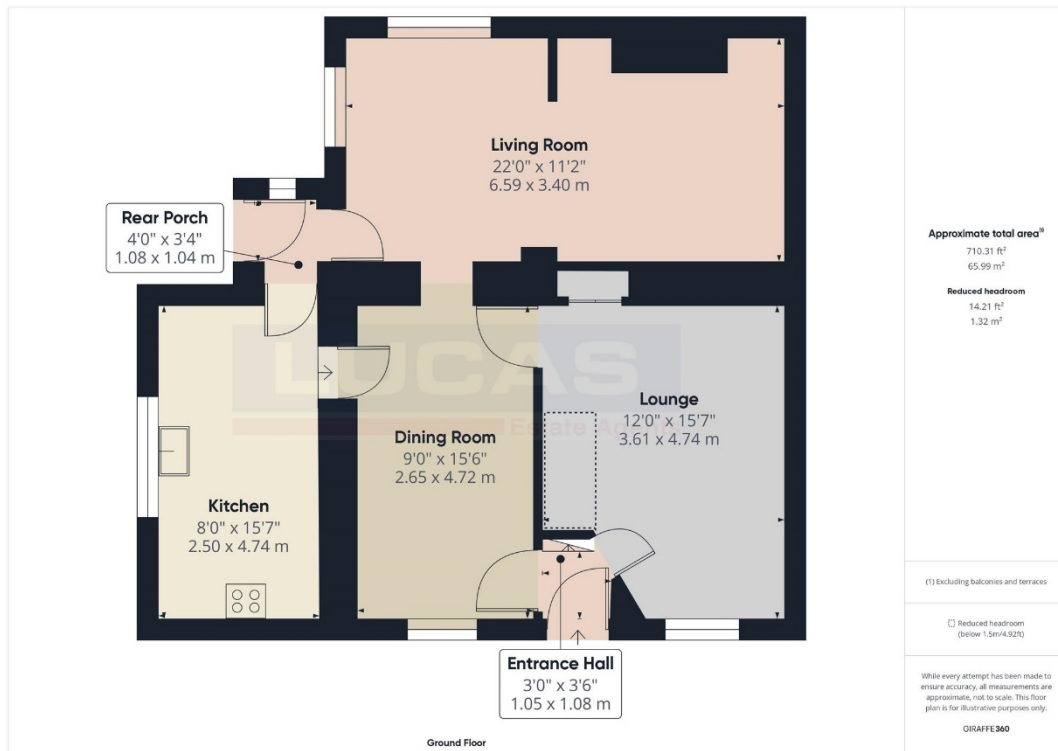 Living Room
22'0" x 11'2"
6.59 x 3.40 m
Rear Porch
4'0" x 3'4"
1.08 x 1.04 m
LUCAS
Estate Agents
Lounge
12'0" x 15'7"
3.61 x 4.74 m
Dining Room
9'0" x 15'6"
2.65 x 4.72 m
Kitchen
8'0" x 15'7"
2.50 x 4.74 m
Entrance Hall
3'0" x 3'6"
1.05 x 1.08 m
Ground Floor
Approximate total area⁽¹⁾
710.31 ft²
65.99 m²
Reduced headroom
14.21 ft²
1.32 m²
(1) Excluding balconies and terraces
Reduced headroom
(below 1.5m/4.92ft)
While every attempt has been made to
ensure accuracy, all measurements are
approximate, not to scale. This floor
plan is for illustrative purposes only.
GIRAFFE360